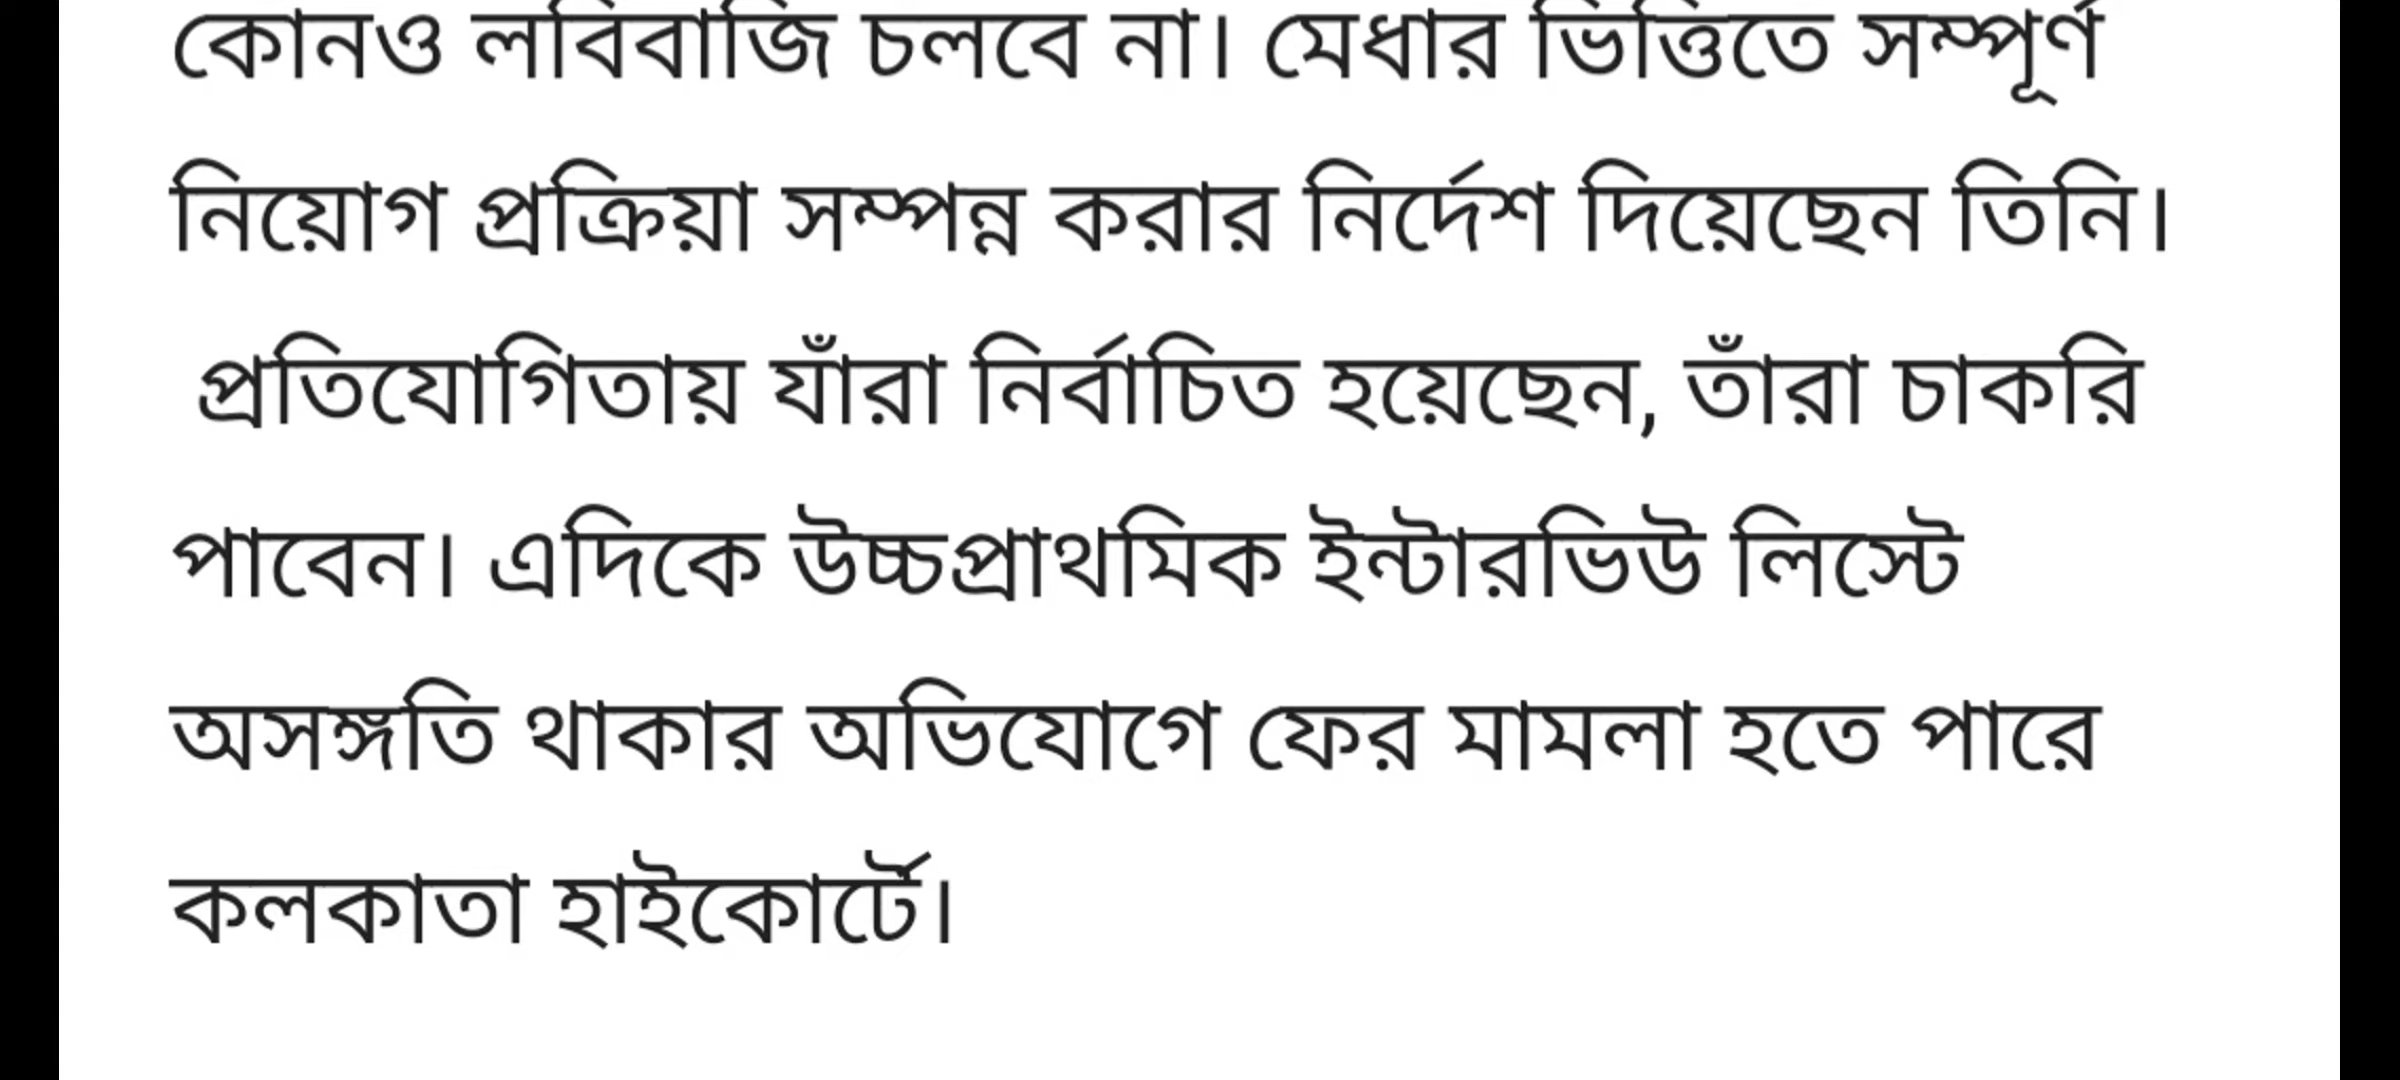 কোনও লবিবাজি চলবে না। মেধার ভিত্তিতে সম্পূর্ণ
নিয়োগ প্রক্রিয়া সম্পন্ন করার নির্দেশ দিয়েছেন তিনি।
প্রতিযোগিতায় যাঁরা নির্বাচিত হয়েছেন, তাঁরা চাকরি
পাবেন। এদিকে উচ্চপ্রাথমিক ইন্টারভিউ লিস্টে
অসঙ্গতি থাকার অভিযোগে ফের মামলা হতে পারে
কলকাতা হাইকোর্টে।